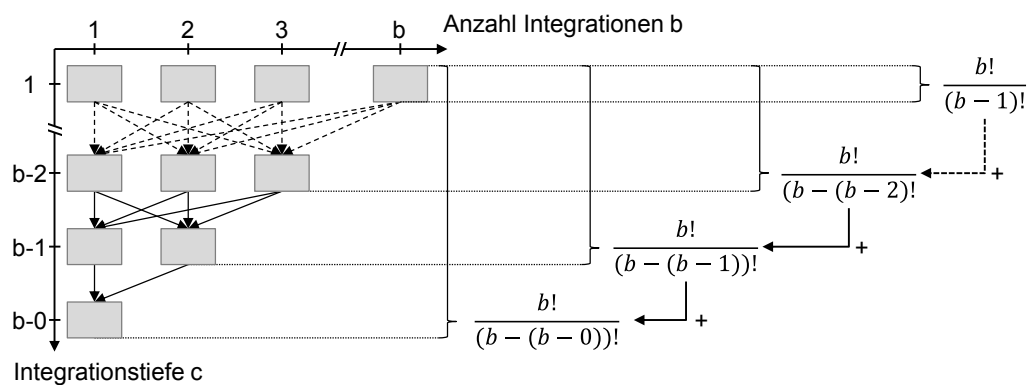 Anzahl Integrationen b
1 2 3 b
1
b!
(b − 1)!
b-2
b!
(b − (b − 2)!
+
b-1
b!
(b − (b − 1))!
+
b-0
b!
(b − (b − 0))!
+
Integrationstiefe c